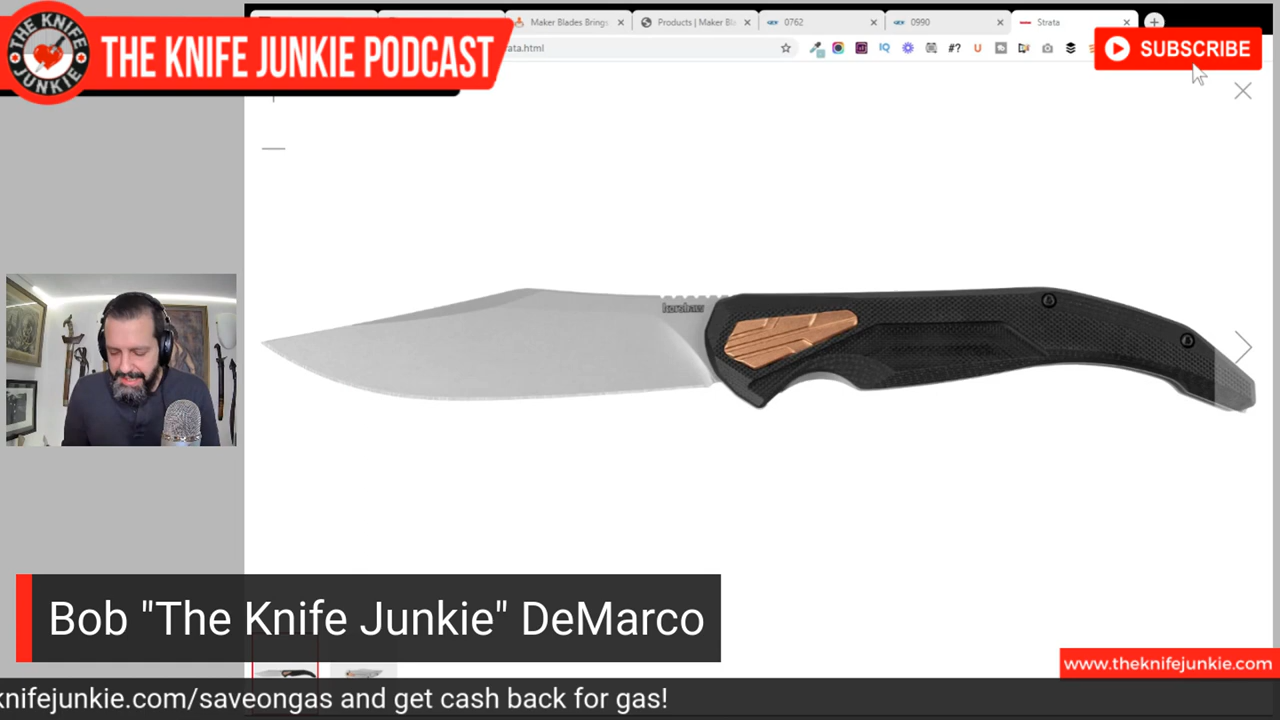 THE KNIFE JUNKIE
THE KNIFE JUNKIE PODCAST
Maker Blades Brings
Products | Maker Bla
0762
0990
Strata
ata.html
#?
IQ
U
SUBSCRIBE
kershaw
Bob "The Knife Junkie" DeMarco
www.theknifejunkie.com
knifejunkie.com/saveongas and get cash back for gas!